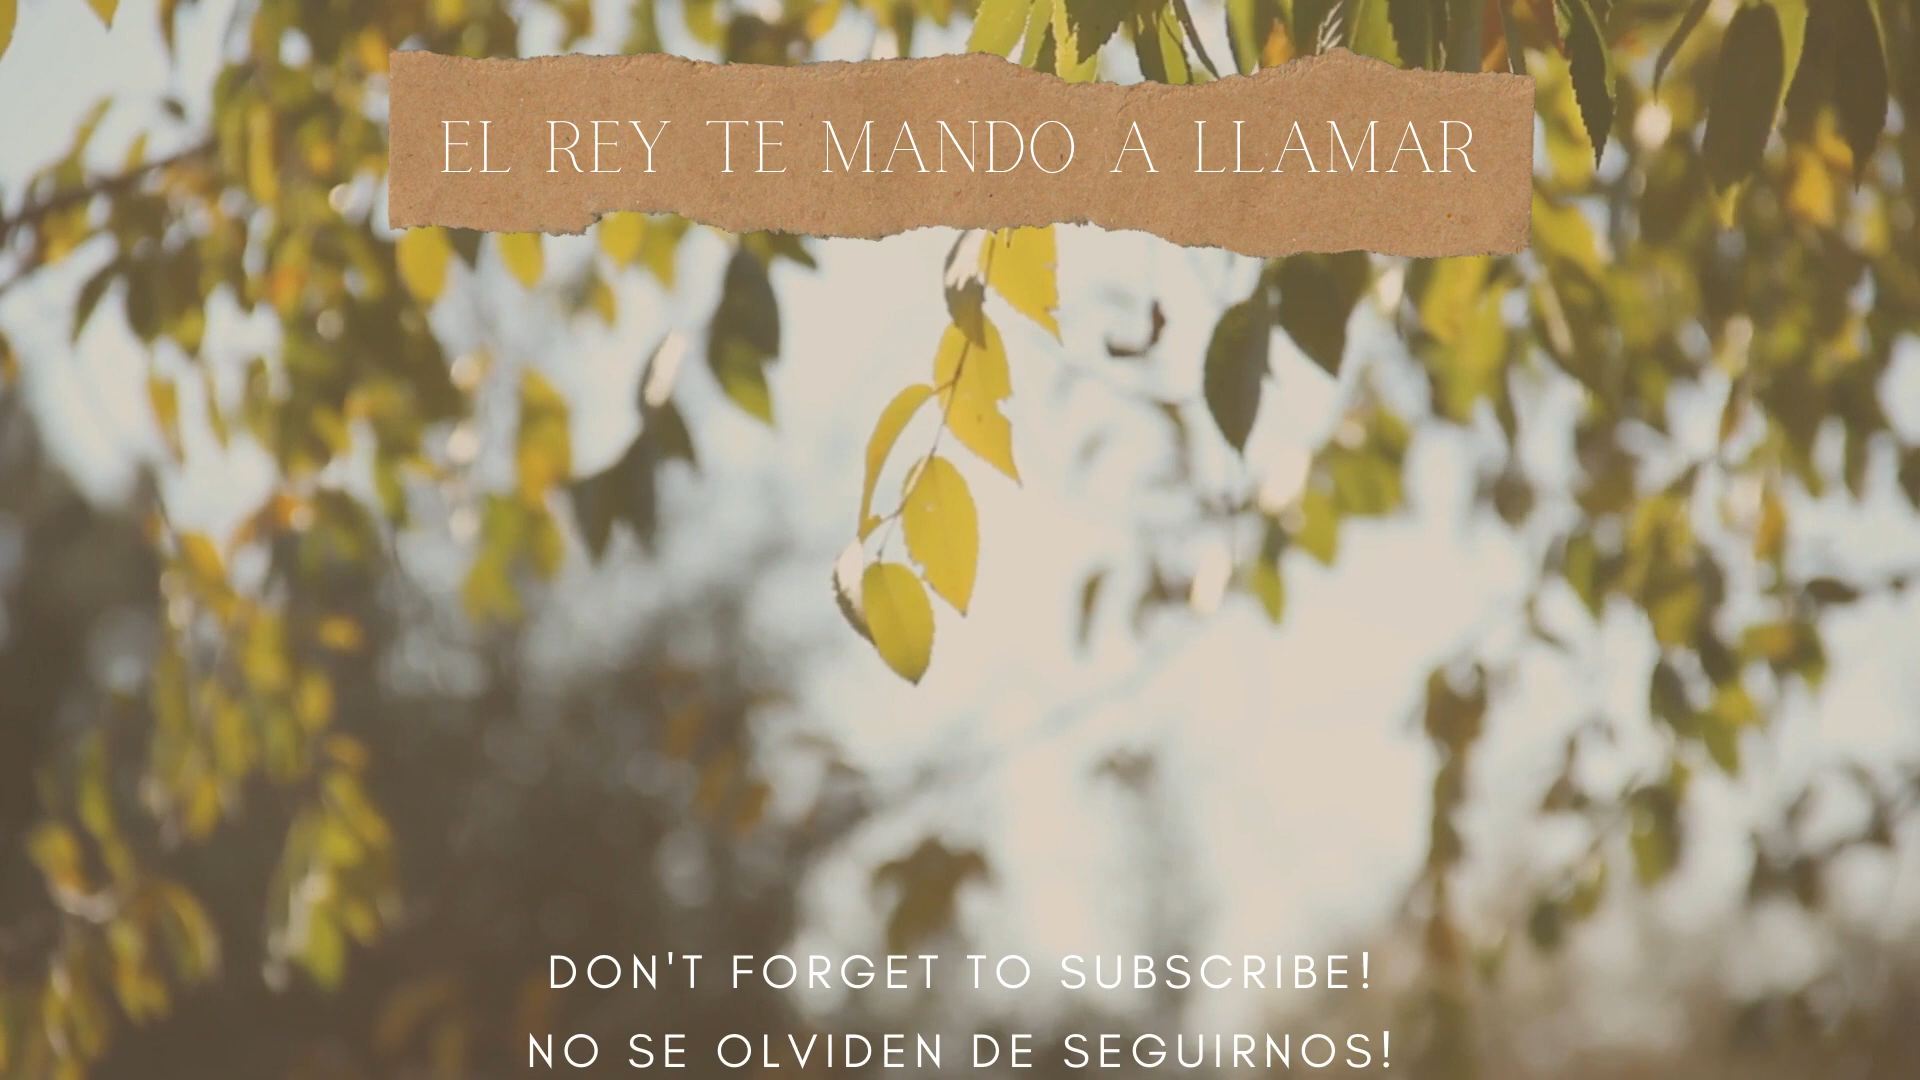 EL REY TE MANDO A LLAMAR
DON'T FORGET TO SUBSCRIBE!
NO SE OLVIDEN DE SEGUIRNOS!